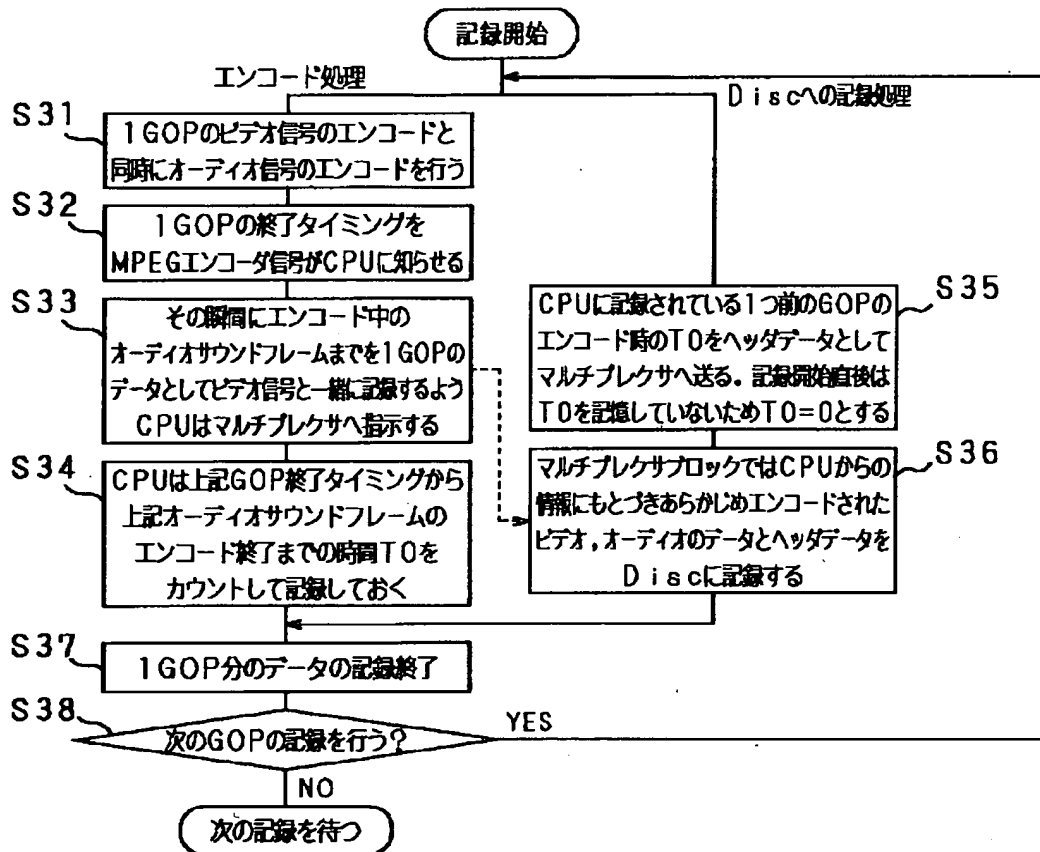 記録開始
エンコード処理
Discへの記録処理
S31
1GOPのビデオ信号のエンコードと
同時にオーディオ信号のエンコードを行う
S32
1GOPの終了タイミングを
MPEGエンコーダ信号がCPUに知らせる
S33
その瞬間にエンコード中の
オーディオサウンドフレームまでを1GOPの
データとしてビデオ信号と一緒に記録するよう
CPUはマルチプレクサへ指示する
S34
CPUは上記GOP終了タイミングから
上記オーディオサウンドフレームの
エンコード終了までの時間T0を
カウントして記録しておく
S35
CPUに記録されている1つ前のGOPの
エンコード時のT0をヘッダデータとして
マルチプレクサへ送る。記録開始直後は
T0を記憶していないためT0=0とする
S36
マルチプレクサブロックではCPUからの
情報にもとづきあらかじめエンコードされた
ビデオ,オーディオのデータとヘッダデータを
Discに記録する
S37
1GOP分のデータの記録終了
S38
次のGOPの記録を行う?
YES
NO
次の記録を待つ